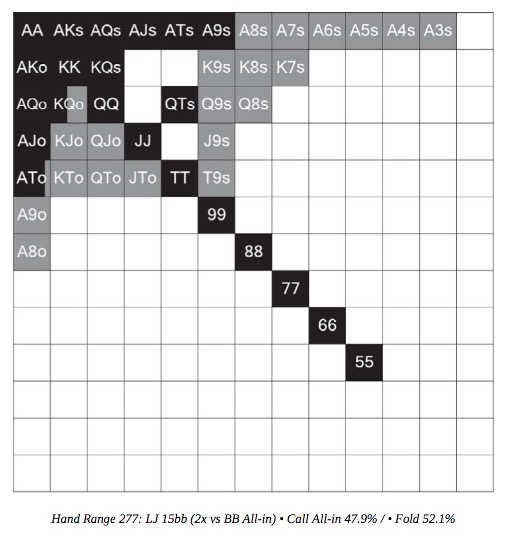 AA AKs AQs AJs ATs A9s A8s A7s A6s A5s A4s A3s
AKo KK KQs K9s K8s K7s
AQo KQo QQ QTs Q9s Q8s
AJo KJo QJo JJ J9s
ATo KTo QTo JTo TT T9s
A9o 99
A8o 88
77
66
55
Hand Range 277: LJ 15bb (2x vs BB All-in) • Call All-in 47.9% / • Fold 52.1%